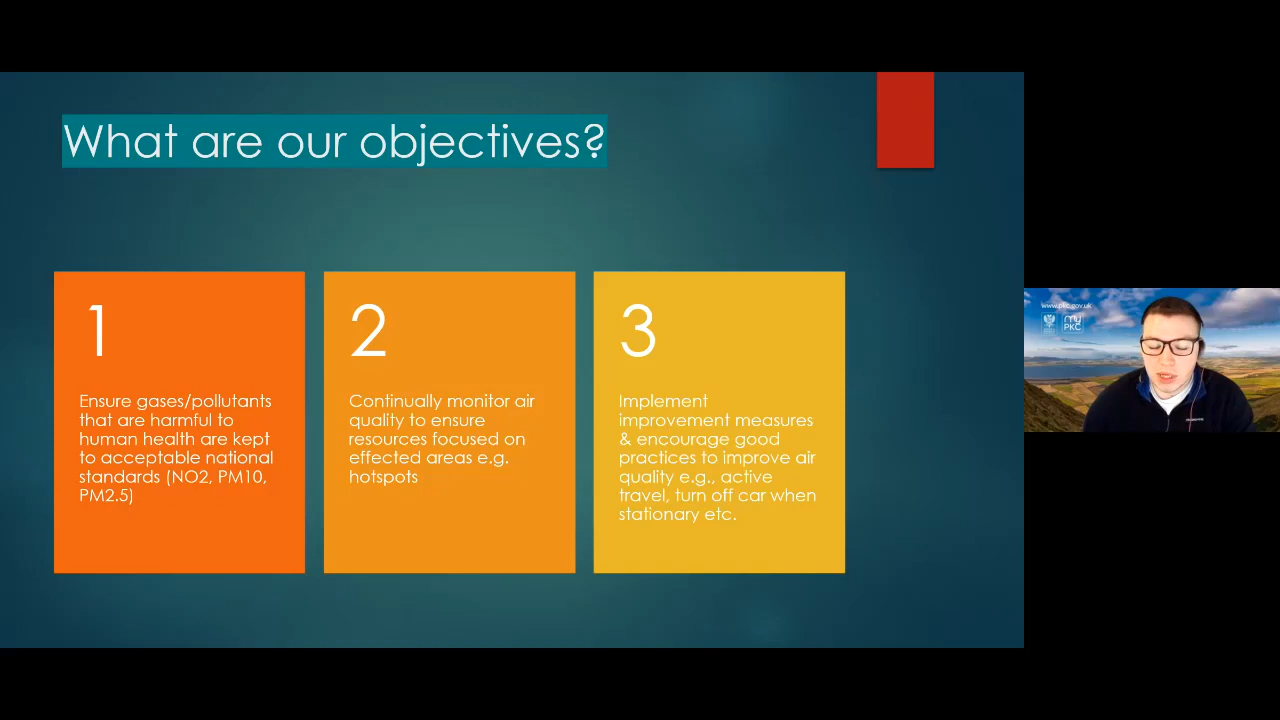 What are our objectives?
1
Ensure gases/pollutants
that are harmful to
human health are kept
to acceptable national
standards (NO2, PM10,
PM2.5)
2
Continually monitor air
quality to ensure
resources focused on
effected areas e.g.
hotspots
3
Implement
improvement measures
& encourage good
practices to improve air
quality e.g., active
travel, turn off car when
stationary etc.
www.pkc.gov.uk
my
PKC